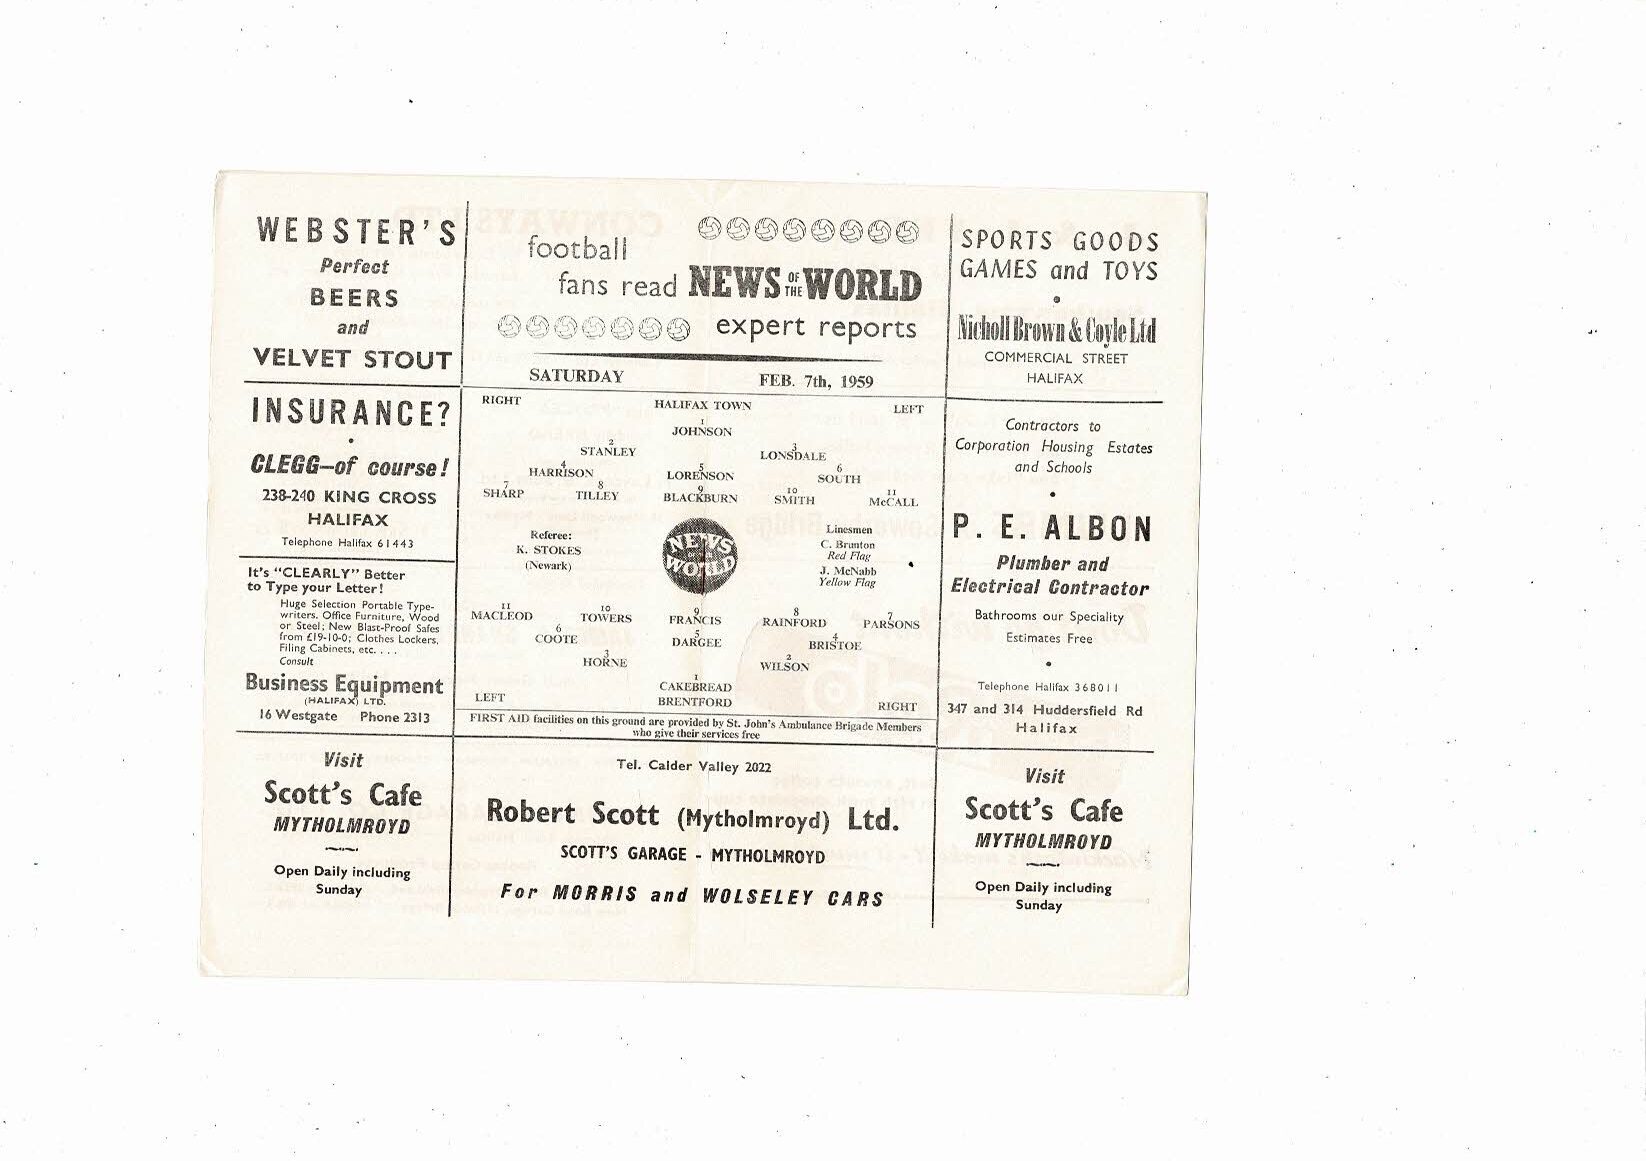 WEBSTER'S
Perfect
BEERS
and
VELVET STOUT
football
fans read NEWS OF THE WORLD
expert reports
SPORTS GOODS
GAMES and TOYS
Nicholl Brown & Coyle Ltd
COMMERCIAL STREET
HALIFAX
INSURANCE?
CLEGG—of course!
238-240 KING CROSS
HALIFAX
Telephone Halifax 61443
It's "CLEARLY" Better
to Type your Letter!
Huge Selection Portable Type-
writers, Office Furniture, Wood
or Steel; New Blast-Proof Safes
from £19-10-0; Clothes Lockers,
Filing Cabinets, etc. . . .
Consult
Business Equipment
(HALIFAX) LTD.
16 Westgate Phone 2313
SATURDAY FEB. 7th, 1959
RIGHT HALIFAX TOWN LEFT
1
JOHNSON
2 3
STANLEY LONSDALE
4 5 6
HARRISON LORENSON SOUTH
7 8 9 10 11
SHARP TILLEY BLACKBURN SMITH McCALL
Referee:
K. STOKES
(Newark)
NEWS
OF THE
WORLD
Linesmen
C. Brunton
Red Flag
J. McNabb
Yellow Flag
11 10 9 8 7
MACLEOD TOWERS FRANCIS RAINFORD PARSONS
6 5 4
COOTE DARGEE BRISTOE
3 2
HORNE WILSON
1
CAKEBREAD
LEFT BRENTFORD RIGHT
FIRST AID facilities on this ground are provided by St. John's Ambulance Brigade Members
who give their services free
Contractors to
Corporation Housing Estates
and Schools
P. E. ALBON
Plumber and
Electrical Contractor
Bathrooms our Speciality
Estimates Free
Telephone Halifax 368011
347 and 314 Huddersfield Rd
Halifax
Visit
Scott's Cafe
MYTHOLMROYD
Open Daily including
Sunday
Tel. Calder Valley 2022
Robert Scott (Mytholmroyd) Ltd.
SCOTT'S GARAGE - MYTHOLMROYD
For MORRIS and WOLSELEY CARS
Visit
Scott's Cafe
MYTHOLMROYD
Open Daily including
Sunday